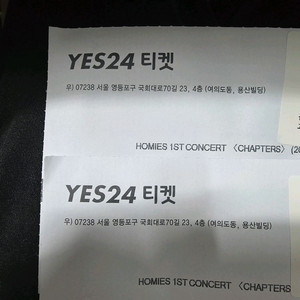 YES24 티켓
우) 07238 서울 영등포구 국회대로70길 23, 4층 (여의도동, 용산빌딩)
HOMIES 1ST CONCERT 〈CHAPTERS〉 (20
YES24 티켓
우) 07238 서울 영등포구 국회대로70길 23, 4층 (여의도동, 용산빌딩)
HOMIES 1ST CONCERT 〈CHAPTERS〉